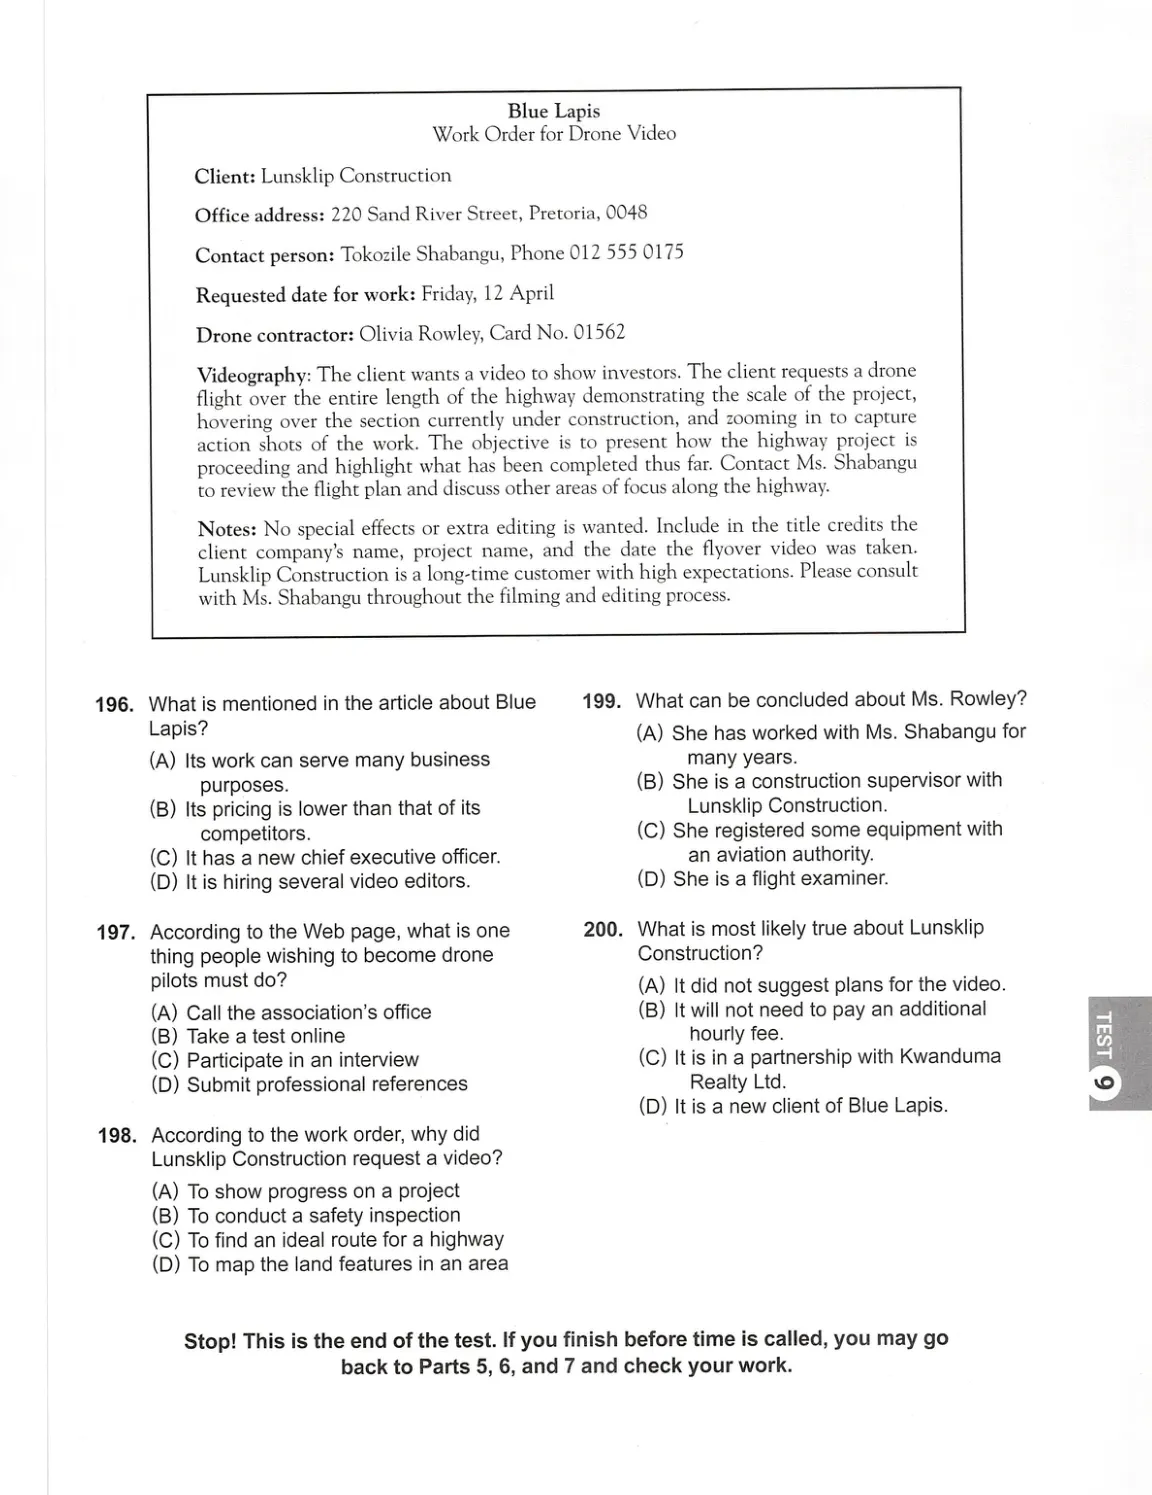 Blue Lapis
Work Order for Drone Video
Client: Lunsklip Construction
Office address: 220 Sand River Street, Pretoria, 0048
Contact person: Tokozile Shabangu, Phone 012 555 0175
Requested date for work: Friday, 12 April
Drone contractor: Olivia Rowley, Card No. 01562
Videography: The client wants a video to show investors. The client requests a drone
flight over the entire length of the highway demonstrating the scale of the project,
hovering over the section currently under construction, and zooming in to capture
action shots of the work. The objective is to present how the highway project is
proceeding and highlight what has been completed thus far. Contact Ms. Shabangu
to review the flight plan and discuss other areas of focus along the highway.
Notes: No special effects or extra editing is wanted. Include in the title credits the
client company's name, project name, and the date the flyover video was taken.
Lunsklip Construction is a long-time customer with high expectations. Please consult
with Ms. Shabangu throughout the filming and editing process.
196. What is mentioned in the article about Blue
Lapis?
(A) Its work can serve many business
purposes.
(B) Its pricing is lower than that of its
competitors.
(C) It has a new chief executive officer.
(D) It is hiring several video editors.
197. According to the Web page, what is one
thing people wishing to become drone
pilots must do?
(A) Call the association's office
(B) Take a test online
(C) Participate in an interview
(D) Submit professional references
198. According to the work order, why did
Lunsklip Construction request a video?
(A) To show progress on a project
(B) To conduct a safety inspection
(C) To find an ideal route for a highway
(D) To map the land features in an area
199. What can be concluded about Ms. Rowley?
(A) She has worked with Ms. Shabangu for
many years.
(B) She is a construction supervisor with
Lunsklip Construction.
(C) She registered some equipment with
an aviation authority.
(D) She is a flight examiner.
200. What is most likely true about Lunsklip
Construction?
(A) It did not suggest plans for the video.
(B) It will not need to pay an additional
hourly fee.
(C) It is in a partnership with Kwanduma
Realty Ltd.
(D) It is a new client of Blue Lapis.
TEST 9
Stop! This is the end of the test. If you finish before time is called, you may go
back to Parts 5, 6, and 7 and check your work.